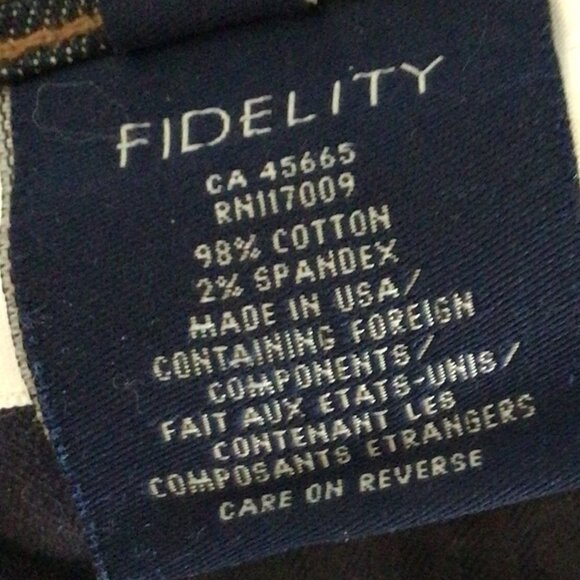 FIDELITY
CA 45665
RN117009
98% COTTON
2% SPANDEX
MADE IN USA/
CONTAINING FOREIGN
COMPONENTS/
FAIT AUX ETATS-UNIS/
CONTENANT LES
COMPOSANTS ETRANGERS
CARE ON REVERSE